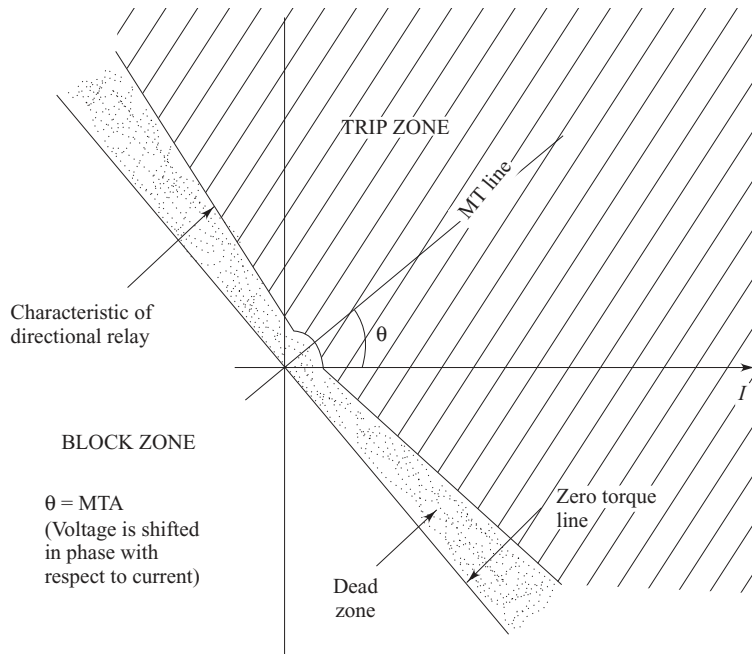 TRIP ZONE
MT line
Characteristic of
directional relay
θ
I
BLOCK ZONE
θ = MTA
(Voltage is shifted
in phase with
respect to current)
Zero torque
line
Dead
zone